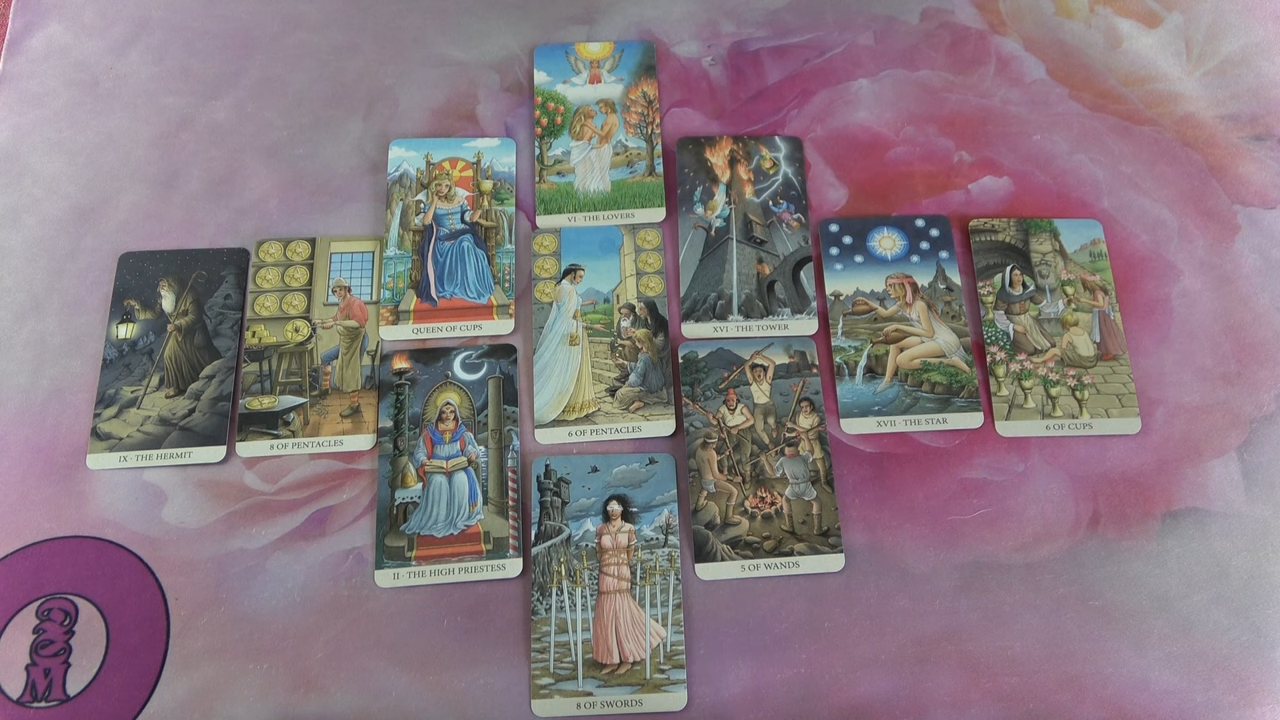 VI · THE LOVERS
QUEEN OF CUPS
XVI · THE TOWER
IX · THE HERMIT
8 OF PENTACLES
6 OF PENTACLES
XVII · THE STAR
6 OF CUPS
II · THE HIGH PRIESTESS
5 OF WANDS
8 OF SWORDS